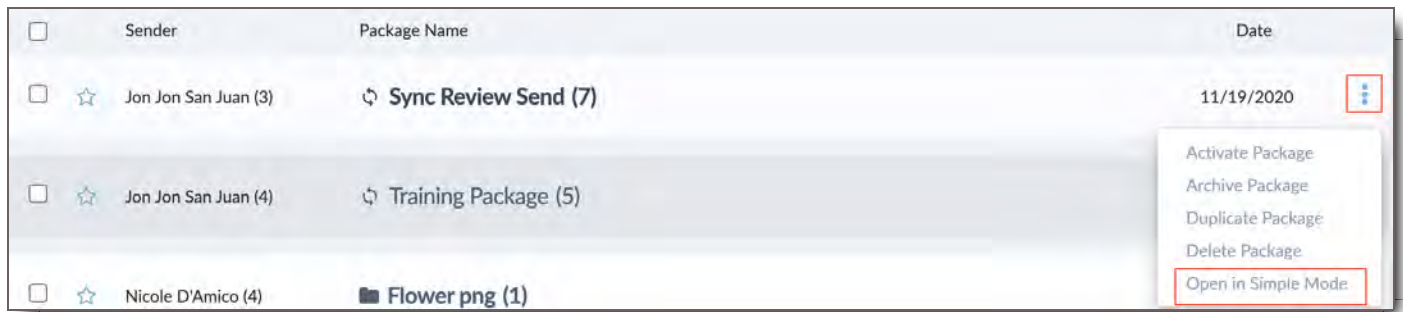 Sender Package Name Date
Jon Jon San Juan (3) Sync Review Send (7) 11/19/2020
Activate Package
Archive Package
Jon Jon San Juan (4) Training Package (5)
Duplicate Package
Delete Package
Open in Simple Mode
Nicole D'Amico (4) Flower png (1)